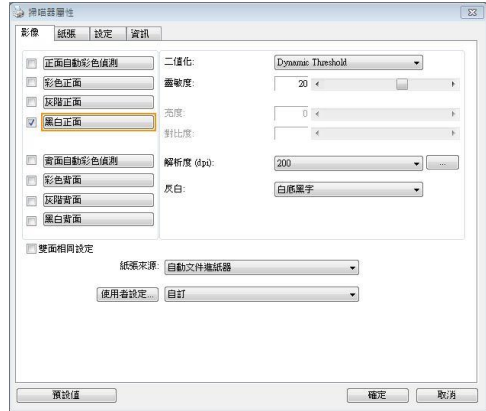 掃瞄器屬性
影像 紙張 設定 資訊
正面自動彩色偵測
彩色正面
灰階正面
黑白正面
背面自動彩色偵測
彩色背面
灰階背面
黑白背面
二值化: Dynamic Threshold
靈敏度: 20
亮度: 0
對比度:
解析度 (dpi): 200 ...
反白: 白底黑字
雙面相同設定
紙張來源: 自動文件進紙器
使用者設定... 自訂
預設值 確定 取消